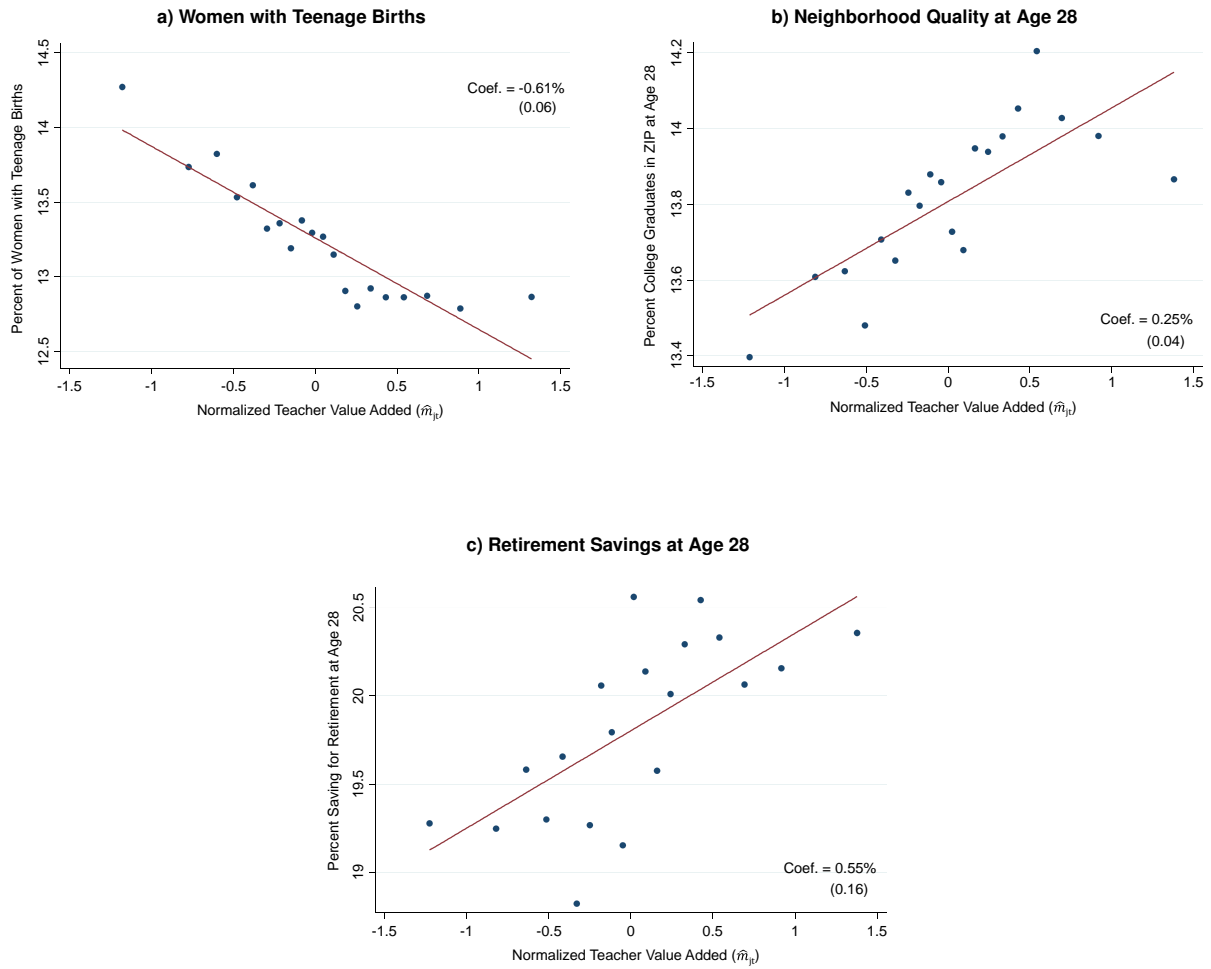 a) Women with Teenage Births
Percent of Women with Teenage Births
14.5
14
13.5
13
12.5
Coef. = -0.61%
(0.06)
-1.5 -1 -0.5 0 0.5 1 1.5
Normalized Teacher Value Added (m̂jt)
b) Neighborhood Quality at Age 28
Percent College Graduates in ZIP at Age 28
14.2
14
13.8
13.6
13.4
Coef. = 0.25%
(0.04)
-1.5 -1 -0.5 0 0.5 1 1.5
Normalized Teacher Value Added (m̂jt)
c) Retirement Savings at Age 28
Percent Saving for Retirement at Age 28
20.5
20
19.5
19
Coef. = 0.55%
(0.16)
-1.5 -1 -0.5 0 0.5 1 1.5
Normalized Teacher Value Added (m̂jt)